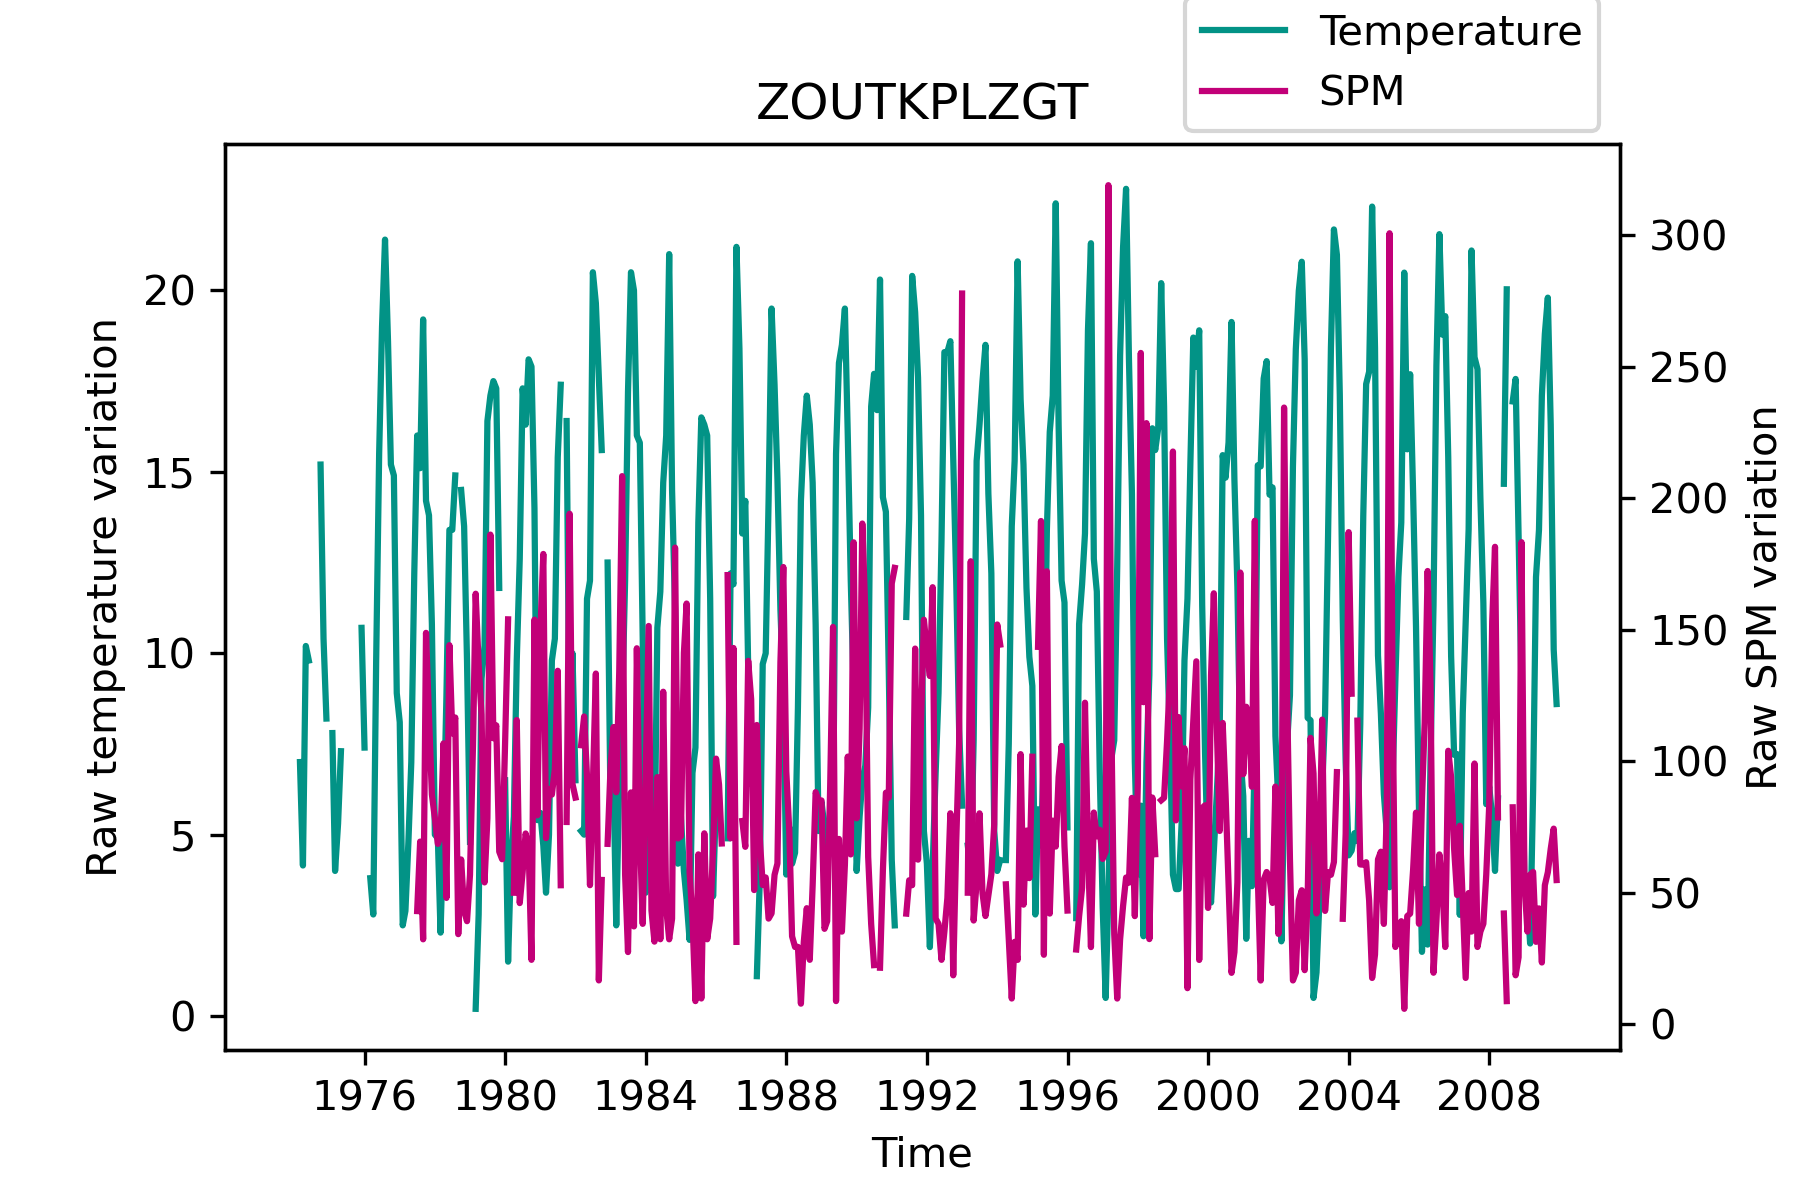 Temperature
SPM
ZOUTKPLZGT
Raw temperature variation
20
15
10
5
0
300
250
200
150
100
50
0
Raw SPM variation
1976 1980 1984 1988 1992 1996 2000 2004 2008
Time